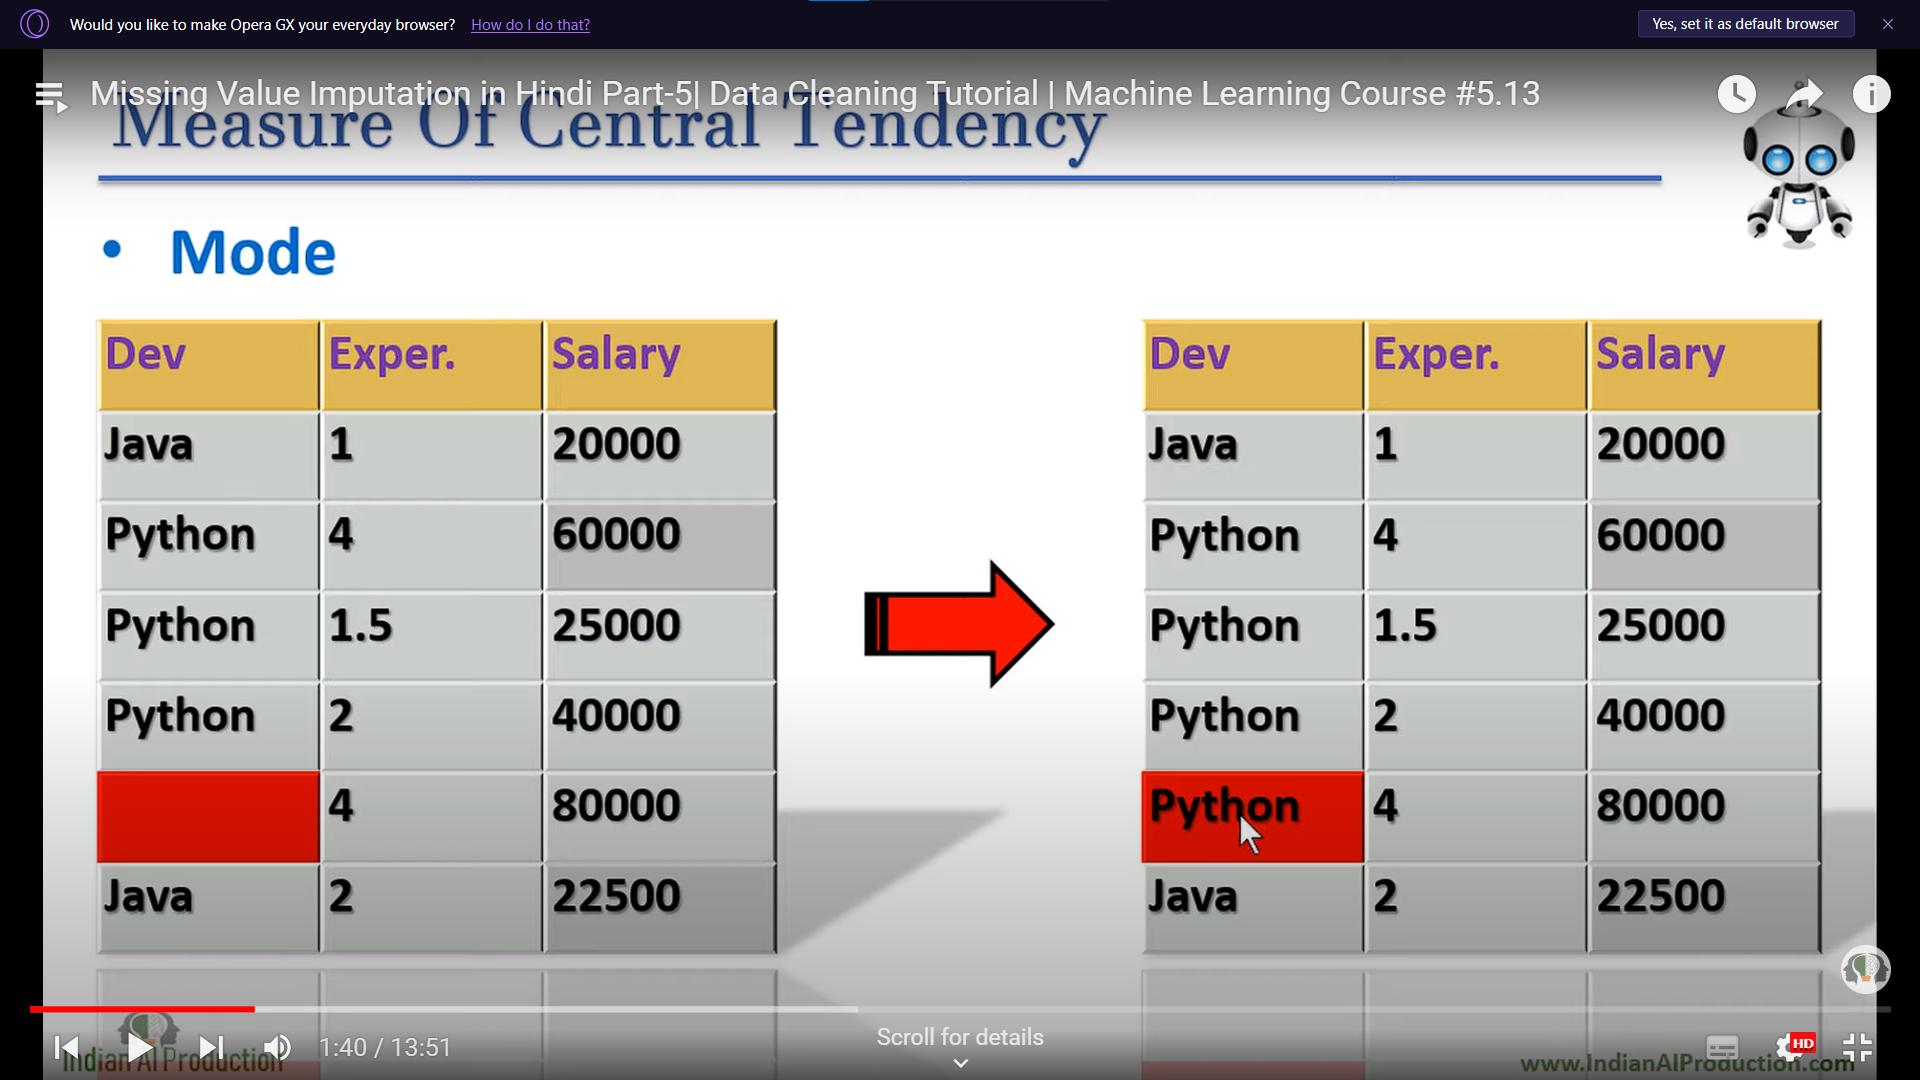 Would you like to make Opera GX your everyday browser? How do I do that? Yes, set it as default browser
Missing Value Imputation in Hindi Part-5| Data Cleaning Tutorial | Machine Learning Course #5.13
Measure Of Central Tendency
• Mode
Dev Exper. Salary
Java 1 20000
Python 4 60000
Python 1.5 25000
Python 2 40000
4 80000
Java 2 22500
Dev Exper. Salary
Java 1 20000
Python 4 60000
Python 1.5 25000
Python 2 40000
Python 4 80000
Java 2 22500
Scroll for details
1:40 / 13:51
HD
Indian AI Production
www.IndianAIProduction.com